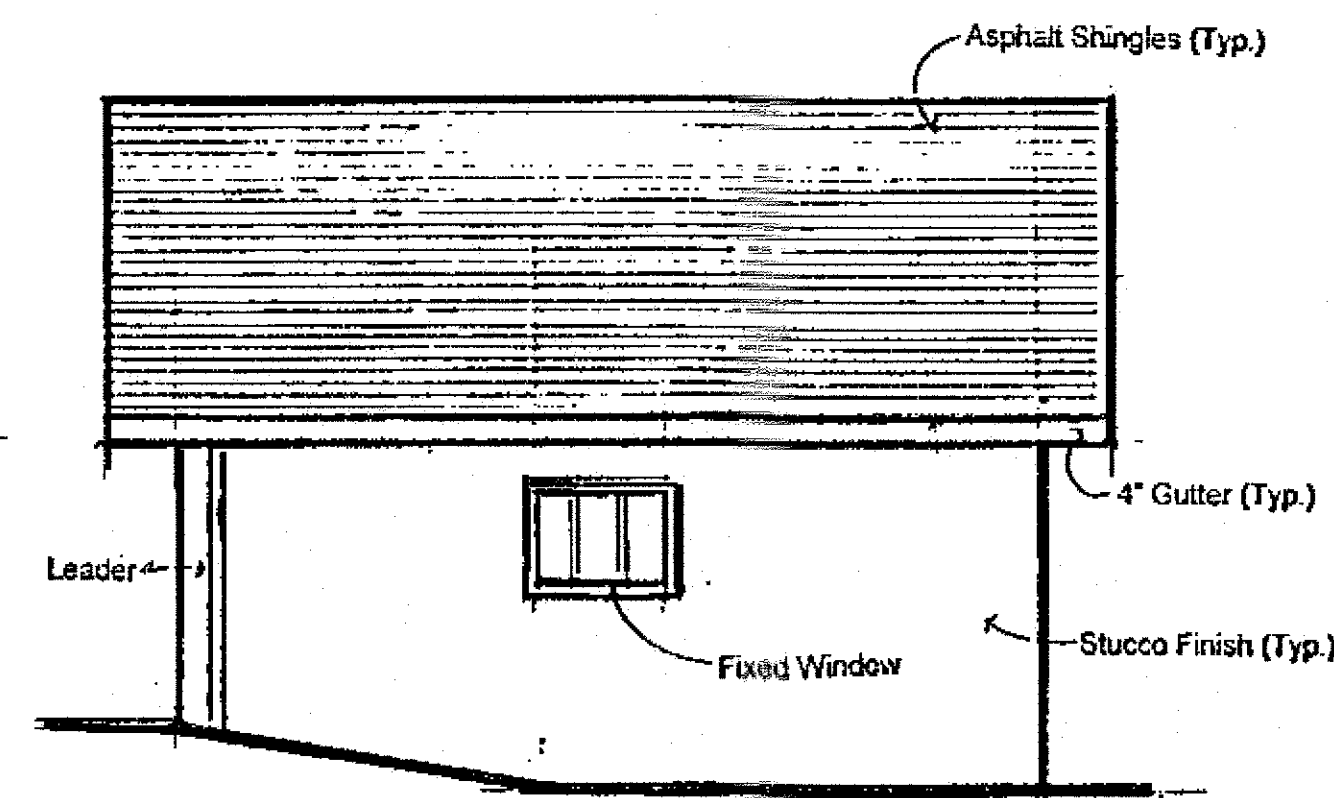 Asphalt Shingles (Typ.)
4" Gutter (Typ.)
Leader
Stucco Finish (Typ.)
Fixed Window